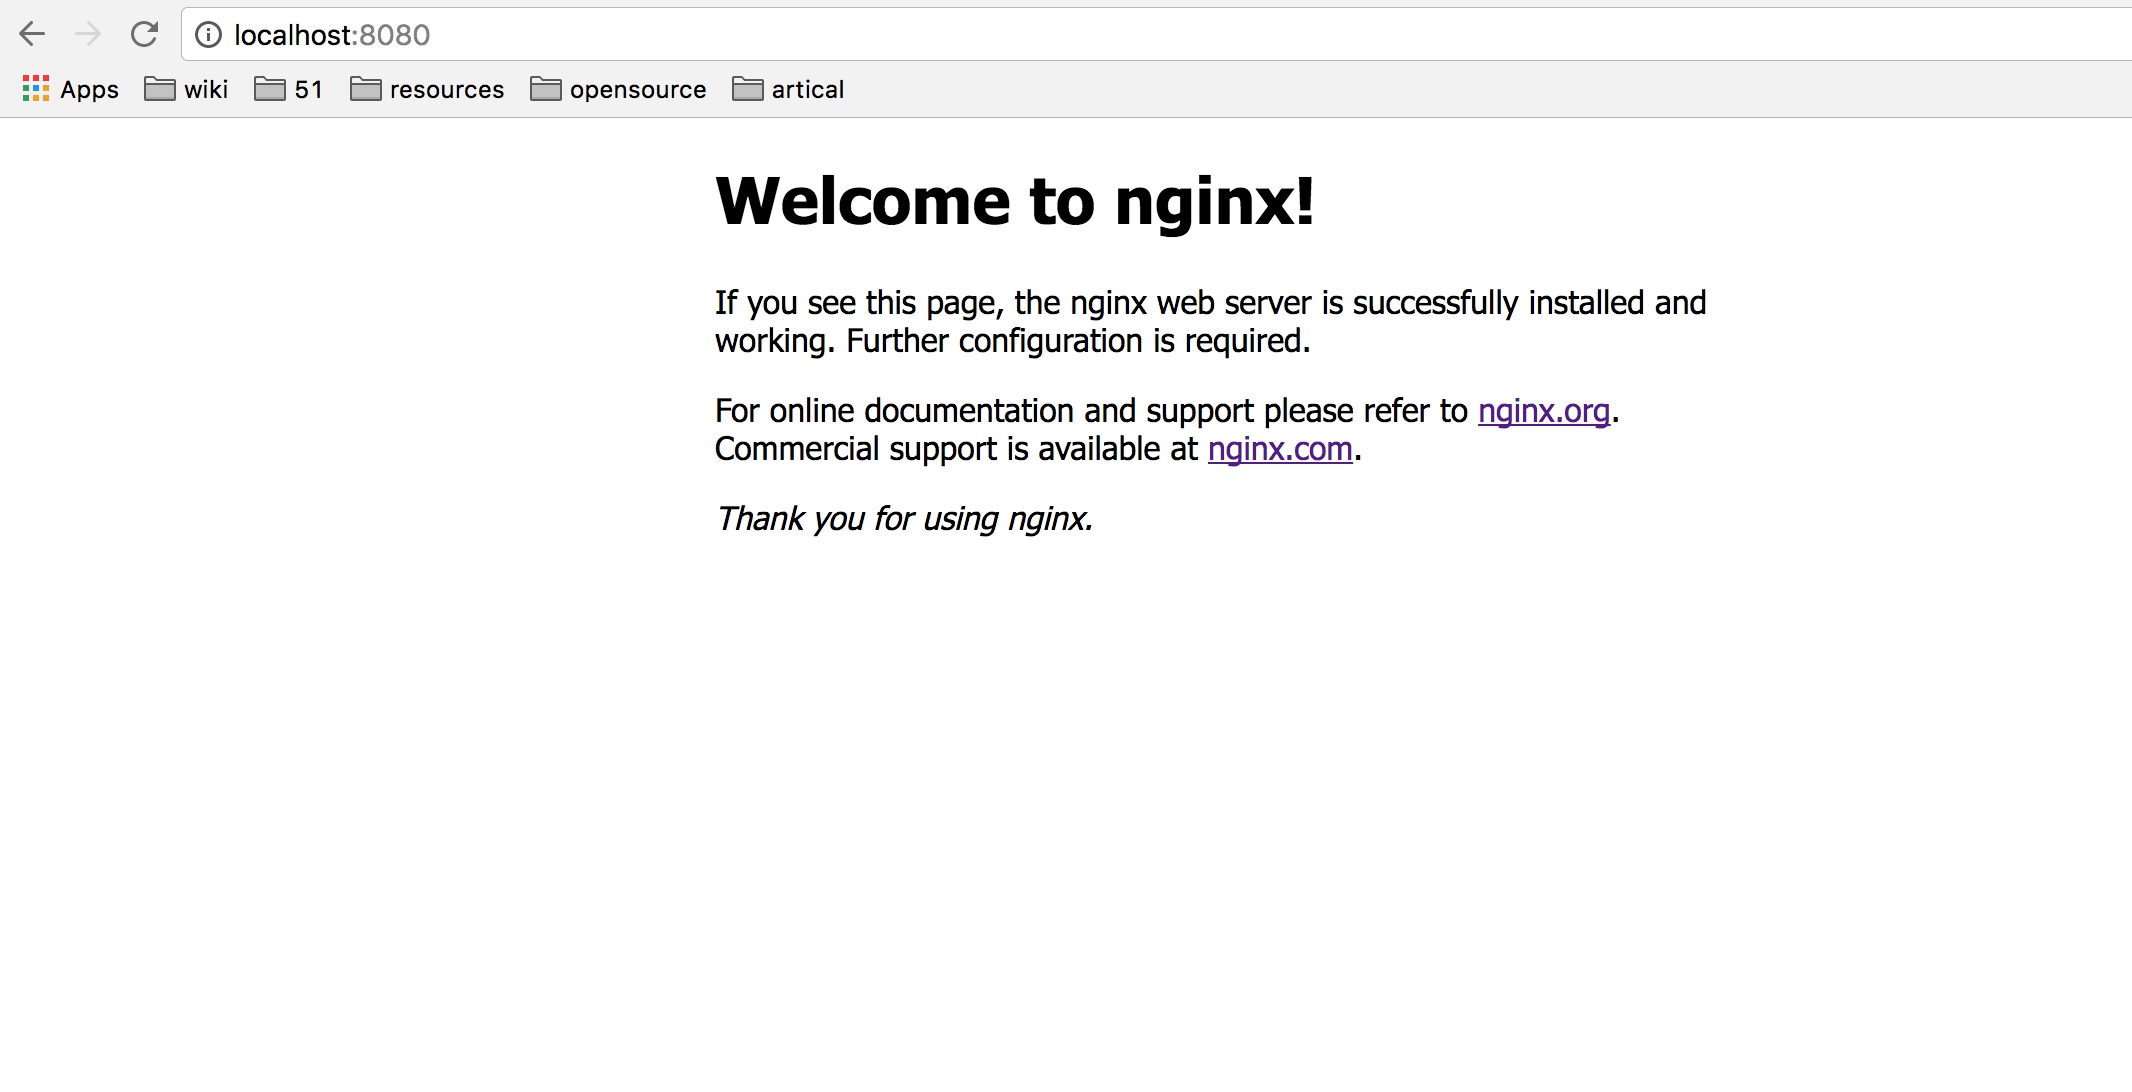 localhost:8080
Apps wiki 51 resources opensource artical
Welcome to nginx!
If you see this page, the nginx web server is successfully installed and
working. Further configuration is required.
For online documentation and support please refer to nginx.org.
Commercial support is available at nginx.com.
Thank you for using nginx.